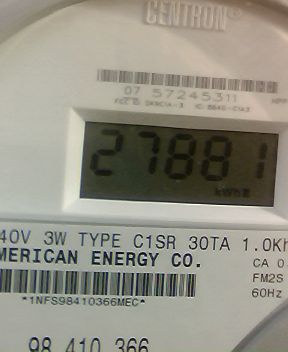 CENTRON®
07 57245311
27881
kWh
40V 3W TYPE C1SR 30TA 1.0Kh
MERICAN ENERGY CO.
CA 0
FM2S
60Hz
*1NFS98410366MEC*
98 410 366